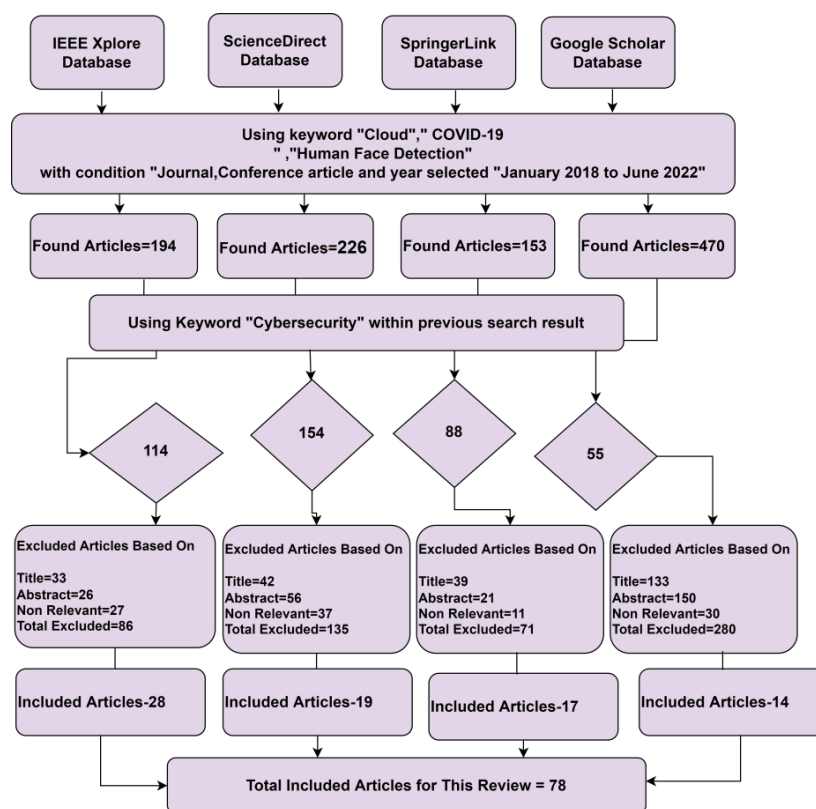 IEEE Xplore
Database
ScienceDirect
Database
SpringerLink
Database
Google Scholar
Database
Using keyword "Cloud"," COVID-19
" ,"Human Face Detection"
with condition "Journal,Conference article and year selected "January 2018 to June 2022"
Found Articles=194
Found Articles=226
Found Articles=153
Found Articles=470
Using Keyword "Cybersecurity" within previous search result
114
154
88
55
Excluded Articles Based On
Title=33
Abstract=26
Non Relevant=27
Total Excluded=86
Excluded Articles Based On
Title=42
Abstract=56
Non Relevant=37
Total Excluded=135
Excluded Articles Based On
Title=39
Abstract=21
Non Relevant=11
Total Excluded=71
Excluded Articles Based On
Title=133
Abstract=150
Non Relevant=30
Total Excluded=280
Included Articles-28
Included Articles-19
Included Articles-17
Included Articles-14
Total Included Articles for This Review = 78